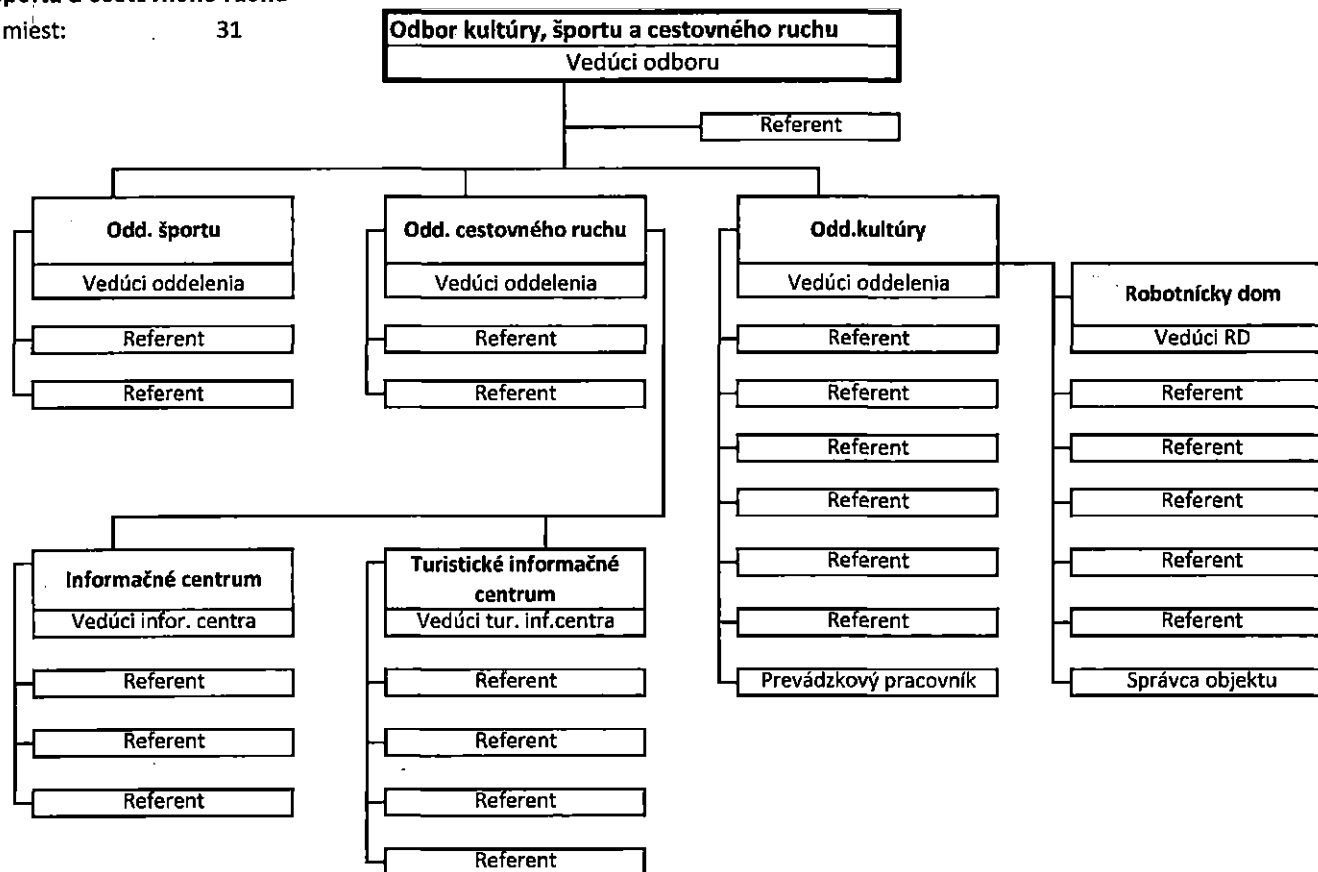 športu a cestovného ruchu
miest: 31
Odbor kultúry, športu a cestovného ruchu
Vedúci odboru
Referent
Odd. športu
Vedúci oddelenia
Referent
Referent
Odd. cestovného ruchu
Vedúci oddelenia
Referent
Referent
Odd.kultúry
Vedúci oddelenia
Referent
Referent
Referent
Referent
Referent
Referent
Prevádzkový pracovník
Robotnícky dom
Vedúci RD
Referent
Referent
Referent
Referent
Referent
Správca objektu
Informačné centrum
Vedúci infor. centra
Referent
Referent
Referent
Turistické informačné
centrum
Vedúci tur. inf.centra
Referent
Referent
Referent
Referent